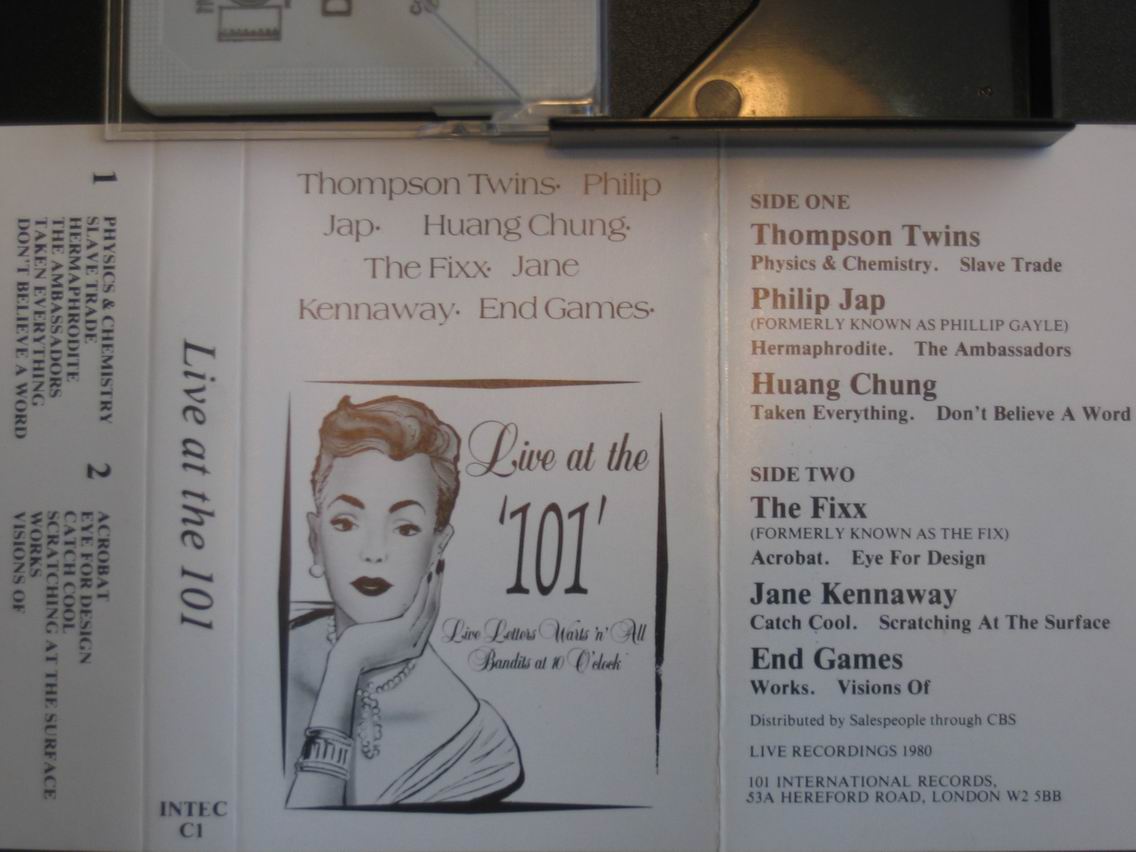 1
PHYSICS & CHEMISTRY
SLAVE TRADE
HERMAPHRODITE
THE AMBASSADORS
TAKEN EVERYTHING
DON'T BELIEVE A WORD
2
ACROBAT
EYE FOR DESIGN
CATCH COOL
SCRATCHING AT THE SURFACE
WORKS
VISIONS OF
Live at the 101
INTEC
C1
Thompson Twins· Philip
Jap· Huang Chung·
The Fixx· Jane
Kennaway· End Games·
Live at the
'101'
Live Letters Warts 'n' All
Bandits at 10 O'clock
SIDE ONE
Thompson Twins
Physics & Chemistry. Slave Trade
Philip Jap
(FORMERLY KNOWN AS PHILLIP GAYLE)
Hermaphrodite. The Ambassadors
Huang Chung
Taken Everything. Don't Believe A Word
SIDE TWO
The Fixx
(FORMERLY KNOWN AS THE FIX)
Acrobat. Eye For Design
Jane Kennaway
Catch Cool. Scratching At The Surface
End Games
Works. Visions Of
Distributed by Salespeople through CBS
LIVE RECORDINGS 1980
101 INTERNATIONAL RECORDS,
53A HEREFORD ROAD, LONDON W2 5BB